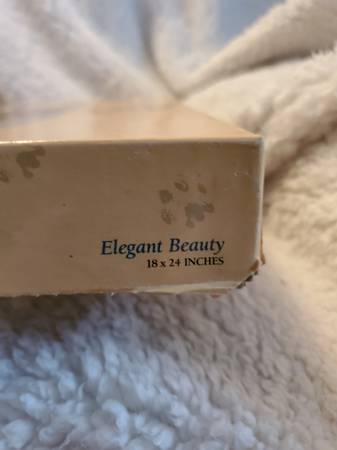 Elegant Beauty
18 x 24 INCHES